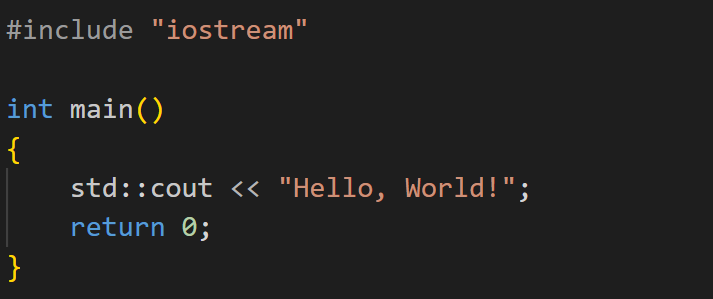 #include "iostream"
int main()
{
std::cout << "Hello, World!";
return 0;
}